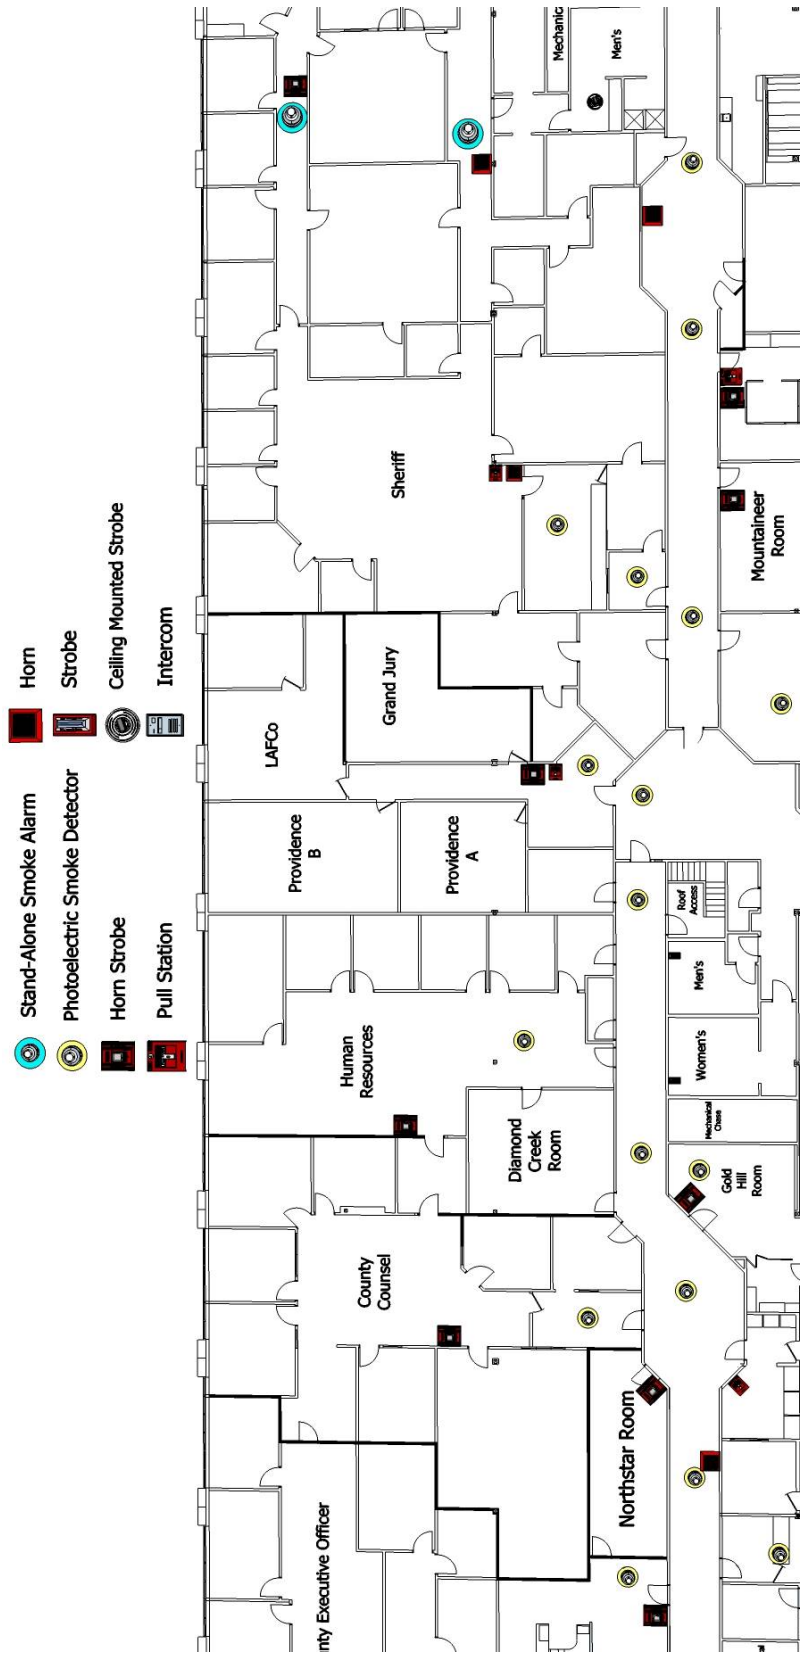 Stand-Alone Smoke Alarm
Photoelectric Smoke Detector
Horn Strobe
Pull Station
Horn
Strobe
Ceiling Mounted Strobe
Intercom
nty Executive Officer
County
Counsel
Human
Resources
Providence
B
LAFCo
Grand Jury
Providence
A
Sheriff
Diamond
Creek
Room
Northstar Room
Gold
Hill
Room
Mechanical
Chase
Women's
Men's
Roof
Access
Mountaineer
Room
Mechanic
Men's